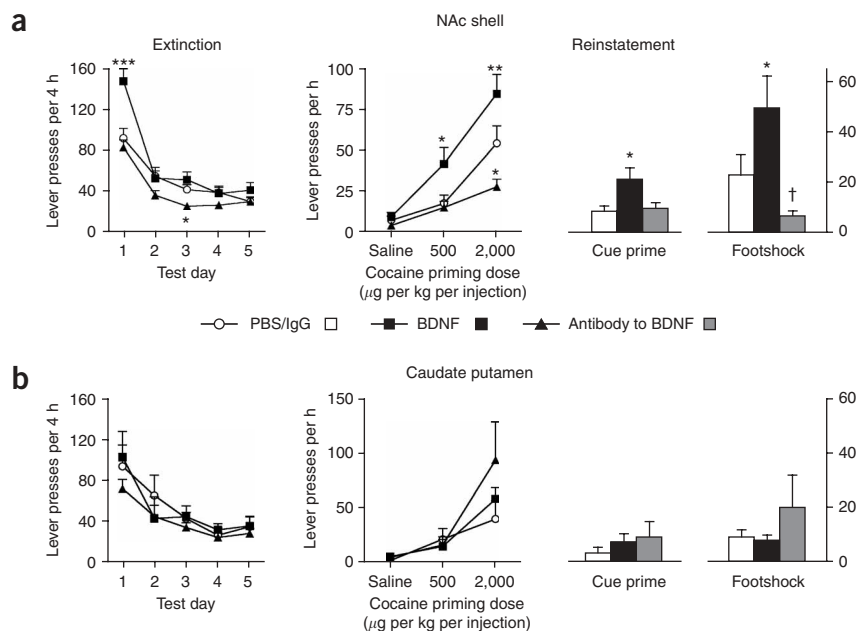 a
NAc shell
Extinction
Reinstatement
Lever presses per 4 h
160
120
80
40
0
***
*
1 2 3 4 5
Test day
Lever presses per h
100
75
50
25
0
*
**
*
Saline 500 2,000
Cocaine priming dose
(µg per kg per injection)
*
Cue prime
*
†
Footshock
60
40
20
0
PBS/IgG BDNF Antibody to BDNF
b
Caudate putamen
Lever presses per 4 h
160
120
80
40
0
1 2 3 4 5
Test day
Lever presses per h
150
100
50
0
Saline 500 2,000
Cocaine priming dose
(µg per kg per injection)
Cue prime
Footshock
60
40
20
0